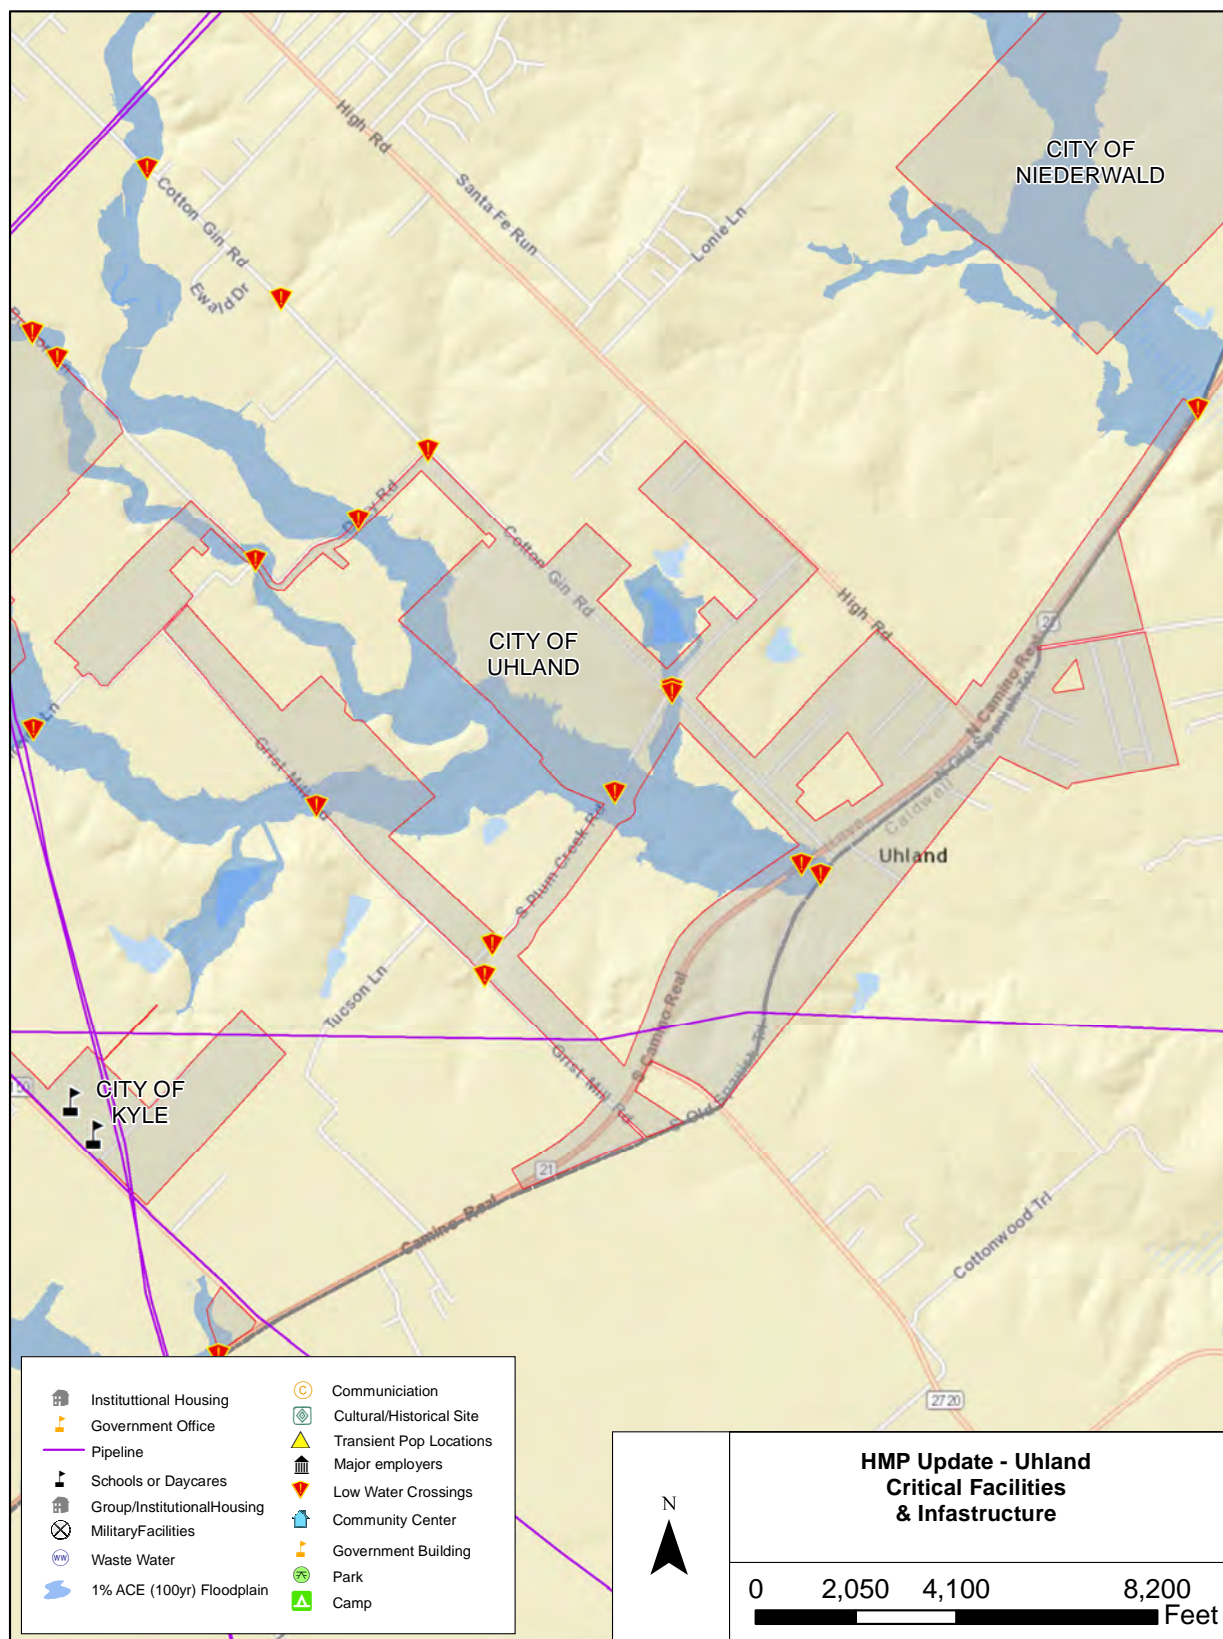 High Rd
CITY OF
NIEDERWALD
Cotton Gin Rd
Santa Fe Run
Lonie Ln
Ewald Dr
Cotton Gin Rd
High Rd
CITY OF
UHLAND
21
N Camino Real
Grist Mill Rd
S Plum Creek Rd
Caldwell
Uhland
Tucson Ln
S Camino Real
S Old Spanish Trl
Grist Mill Rd
CITY OF
KYLE
21
Camino Real
Cottonwood Trl
2720
Instituttional Housing
Government Office
Pipeline
Schools or Daycares
Group/InstitutionalHousing
MilitaryFacilities
WW
Waste Water
1% ACE (100yr) Floodplain
C
Communiciation
Cultural/Historical Site
Transient Pop Locations
Major employers
Low Water Crossings
Community Center
Government Building
Park
Camp
N
HMP Update - Uhland
Critical Facilities
& Infastructure
0 2,050 4,100 8,200
Feet